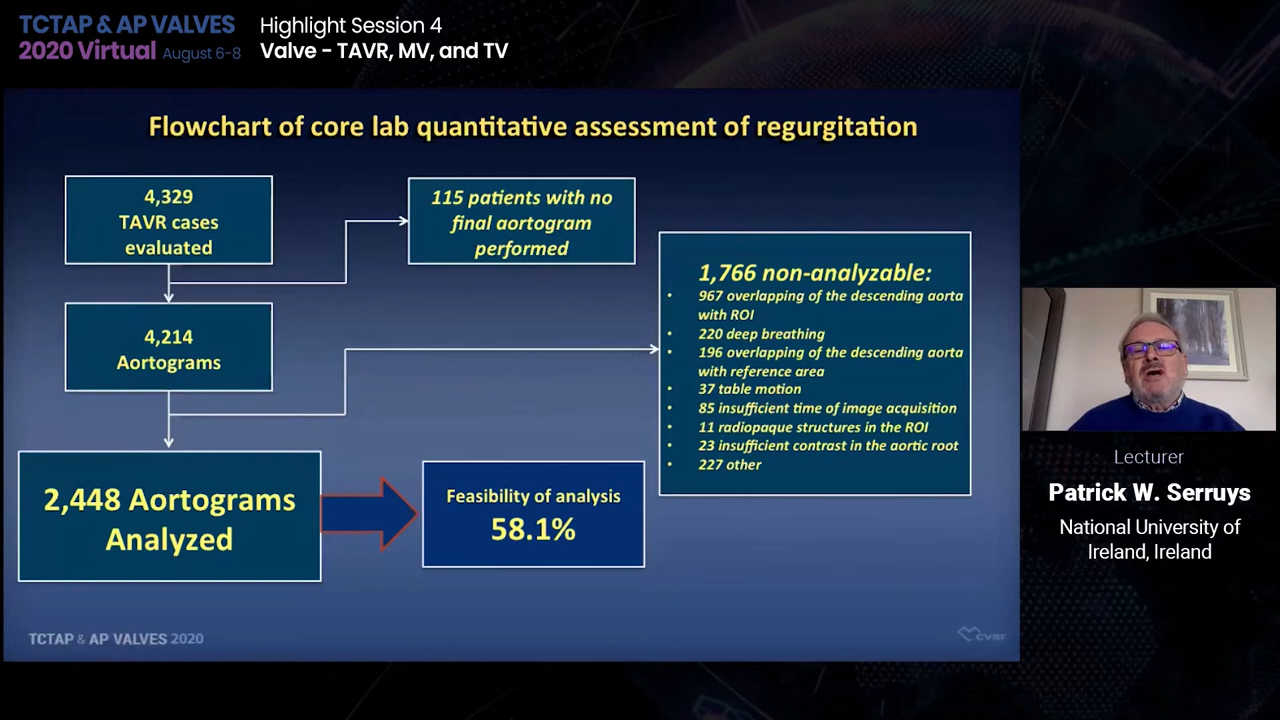 TCTAP & AP VALVES
2020 Virtual August 6-8
Highlight Session 4
Valve - TAVR, MV, and TV
Flowchart of core lab quantitative assessment of regurgitation
4,329
TAVR cases
evaluated
115 patients with no
final aortogram
performed
4,214
Aortograms
1,766 non-analyzable:
• 967 overlapping of the descending aorta
with ROI
• 220 deep breathing
• 196 overlapping of the descending aorta
with reference area
• 37 table motion
• 85 insufficient time of image acquisition
• 11 radiopaque structures in the ROI
• 23 insufficient contrast in the aortic root
• 227 other
2,448 Aortograms
Analyzed
Feasibility of analysis
58.1%
TCTAP & AP VALVES 2020
CVRF
Lecturer
Patrick W. Serruys
National University of
Ireland, Ireland